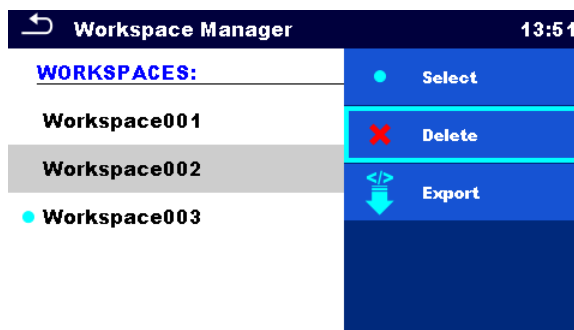 Workspace Manager 13:51
WORKSPACES:
Workspace001
Workspace002
Workspace003
Select
Delete
</>
Export